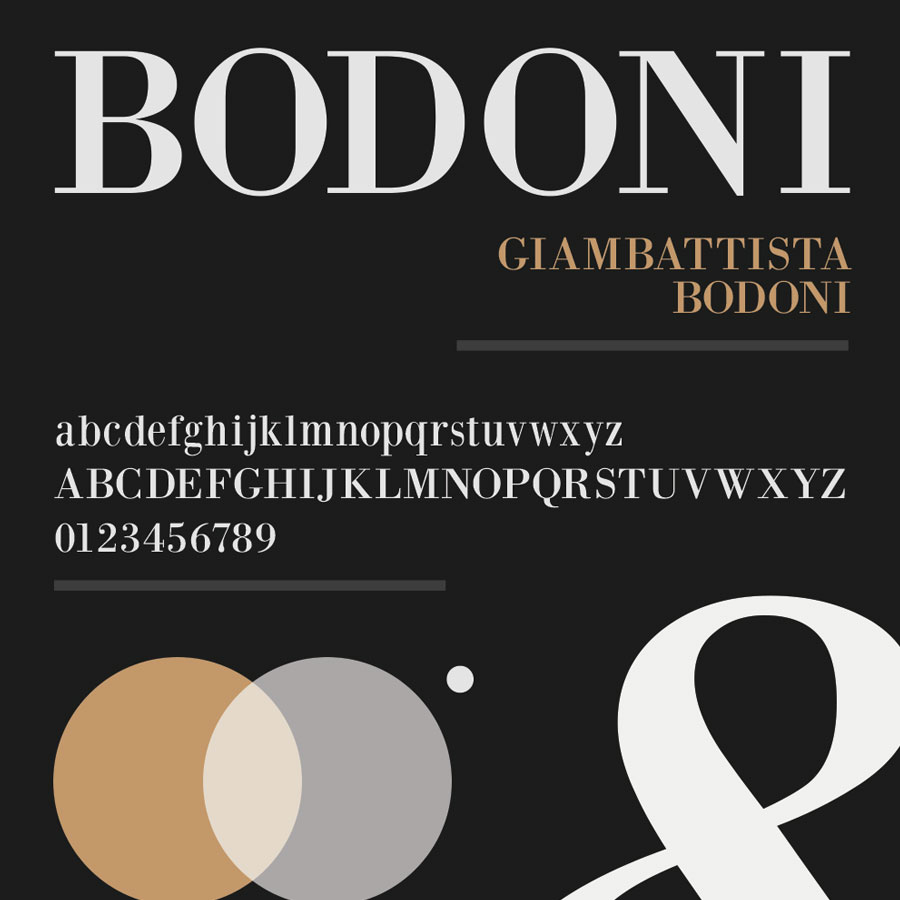 BODONI
GIAMBATTISTA
BODONI
abcdefghijklmnopqrstuvwxyz
ABCDEFGHIJKLMNOPQRSTUVWXYZ
0123456789
&